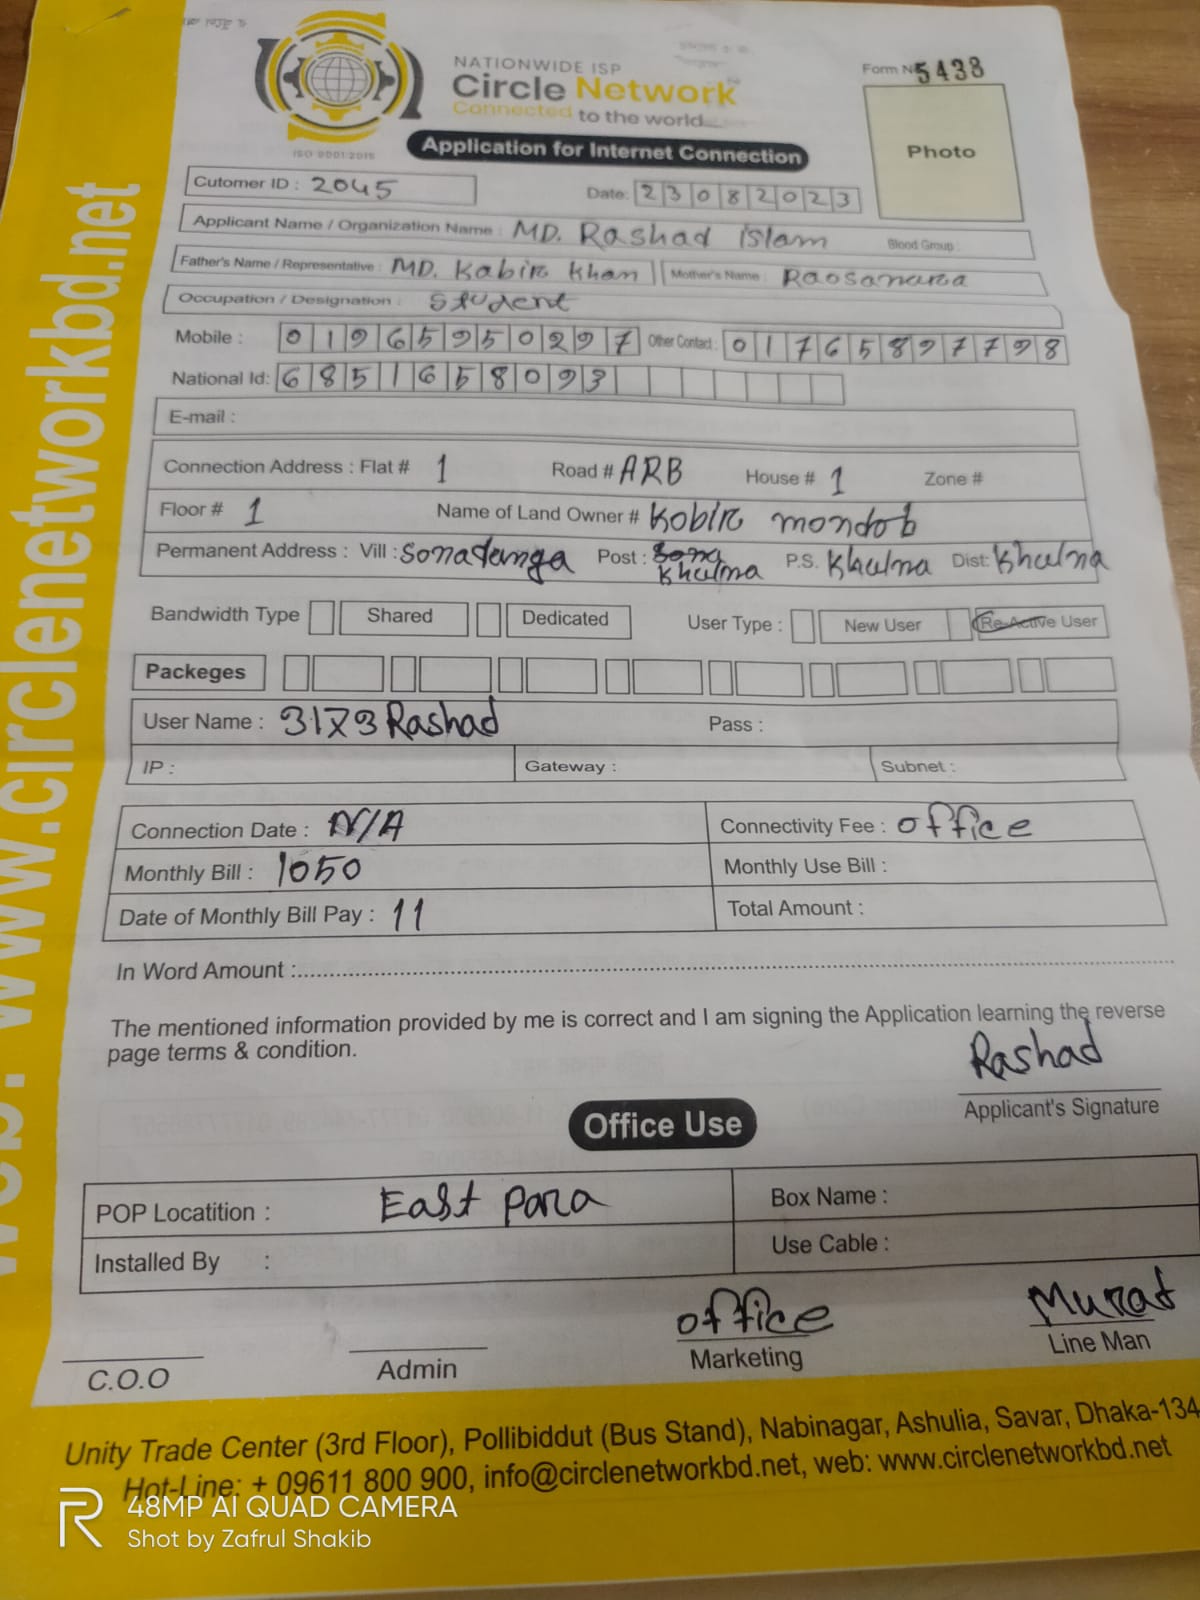 NATIONWIDE ISP
Circle Network
Connected to the world
ISO 9001:2015
Form No 5438
Photo
Application for Internet Connection
Cutomer ID : 2045
Date: 23082023
Applicant Name / Organization Name : MD. Rashad islam Blood Group :
Father's Name / Representative : MD. Kabir khan Mother's Name : Raosanara
Occupation / Designation : Student
Mobile : 01965950297 Other Contact : 01765897798
National Id: 6851658093
E-mail :
Connection Address : Flat # 1 Road # ARB House # 1 Zone #
Floor # 1 Name of Land Owner # Kobir mondob
Permanent Address : Vill : Sonadanga Post : Khulna P.S. Khulna Dist: Khulna
Bandwidth Type Shared Dedicated User Type : New User Re-Active User
Packeges
User Name : 3173Rashad Pass :
IP : Gateway : Subnet :
Connection Date : N/A Connectivity Fee : office
Monthly Bill : 1050 Monthly Use Bill :
Date of Monthly Bill Pay : 11 Total Amount :
In Word Amount :
The mentioned information provided by me is correct and I am signing the Application learning the reverse
page terms & condition.
Rashad
Applicant's Signature
Office Use
POP Locatition : East para Box Name :
Installed By : Use Cable :
office Murad
C.O.O Admin Marketing Line Man
Unity Trade Center (3rd Floor), Pollibiddut (Bus Stand), Nabinagar, Ashulia, Savar, Dhaka-134
Hot-Line: + 09611 800 900, info@circlenetworkbd.net, web: www.circlenetworkbd.net
web: www.circlenetworkbd.net
48MP AI QUAD CAMERA
Shot by Zafrul Shakib